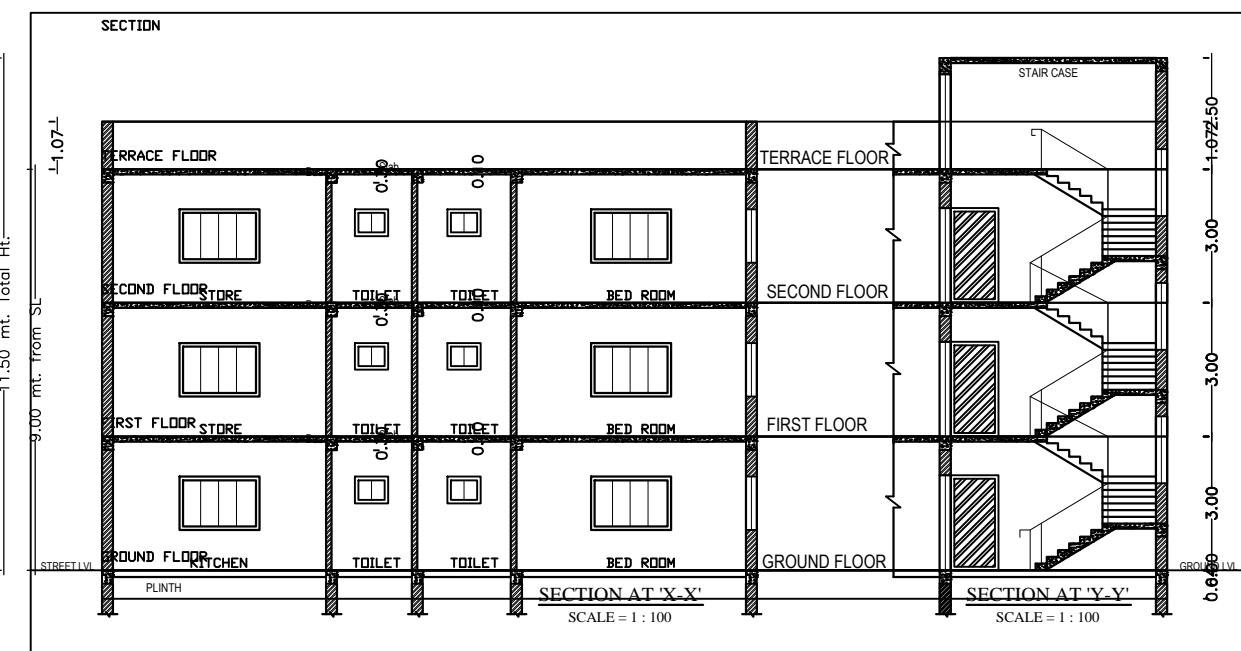 SECTION
STAIR CASE
1.07
2.50
1.07
TERRACE FLOOR
TERRACE FLOOR
11.50 mt. Total Ht.
9.00 mt. from SL
3.00
SECOND FLOOR
STORE
TOILET
TOILET
BED ROOM
SECOND FLOOR
3.00
FIRST FLOOR
STORE
TOILET
TOILET
BED ROOM
FIRST FLOOR
3.00
GROUND FLOOR
KITCHEN
TOILET
TOILET
BED ROOM
GROUND FLOOR
STREET LVL
PLINTH
SECTION AT 'X-X'
SCALE = 1 : 100
SECTION AT 'Y-Y'
SCALE = 1 : 100